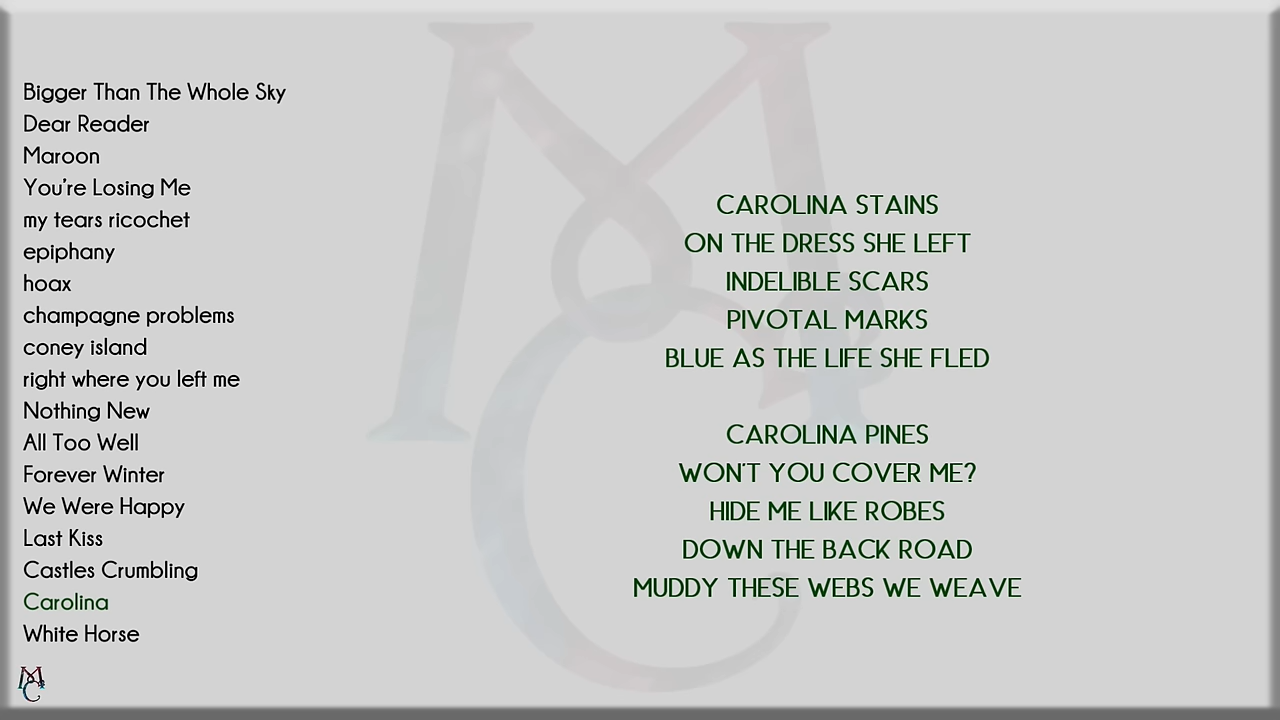 Bigger Than The Whole Sky
Dear Reader
Maroon
You're Losing Me
my tears ricochet
epiphany
hoax
champagne problems
coney island
right where you left me
Nothing New
All Too Well
Forever Winter
We Were Happy
Last Kiss
Castles Crumbling
Carolina
White Horse
MC
CAROLINA STAINS
ON THE DRESS SHE LEFT
INDELIBLE SCARS
PIVOTAL MARKS
BLUE AS THE LIFE SHE FLED
CAROLINA PINES
WON'T YOU COVER ME?
HIDE ME LIKE ROBES
DOWN THE BACK ROAD
MUDDY THESE WEBS WE WEAVE